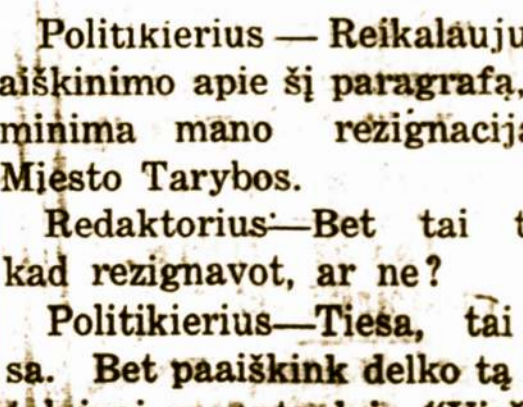 Politikierius — Reikalauju
aiškinimo apie šį paragrafą,
minima mano rezignacija
Miesto Tarybos.
Redaktorius—Bet tai t
kad rezignavot, ar ne?
Politikierius—Tiesa, tai
sa. Bet paaiškink delko tą